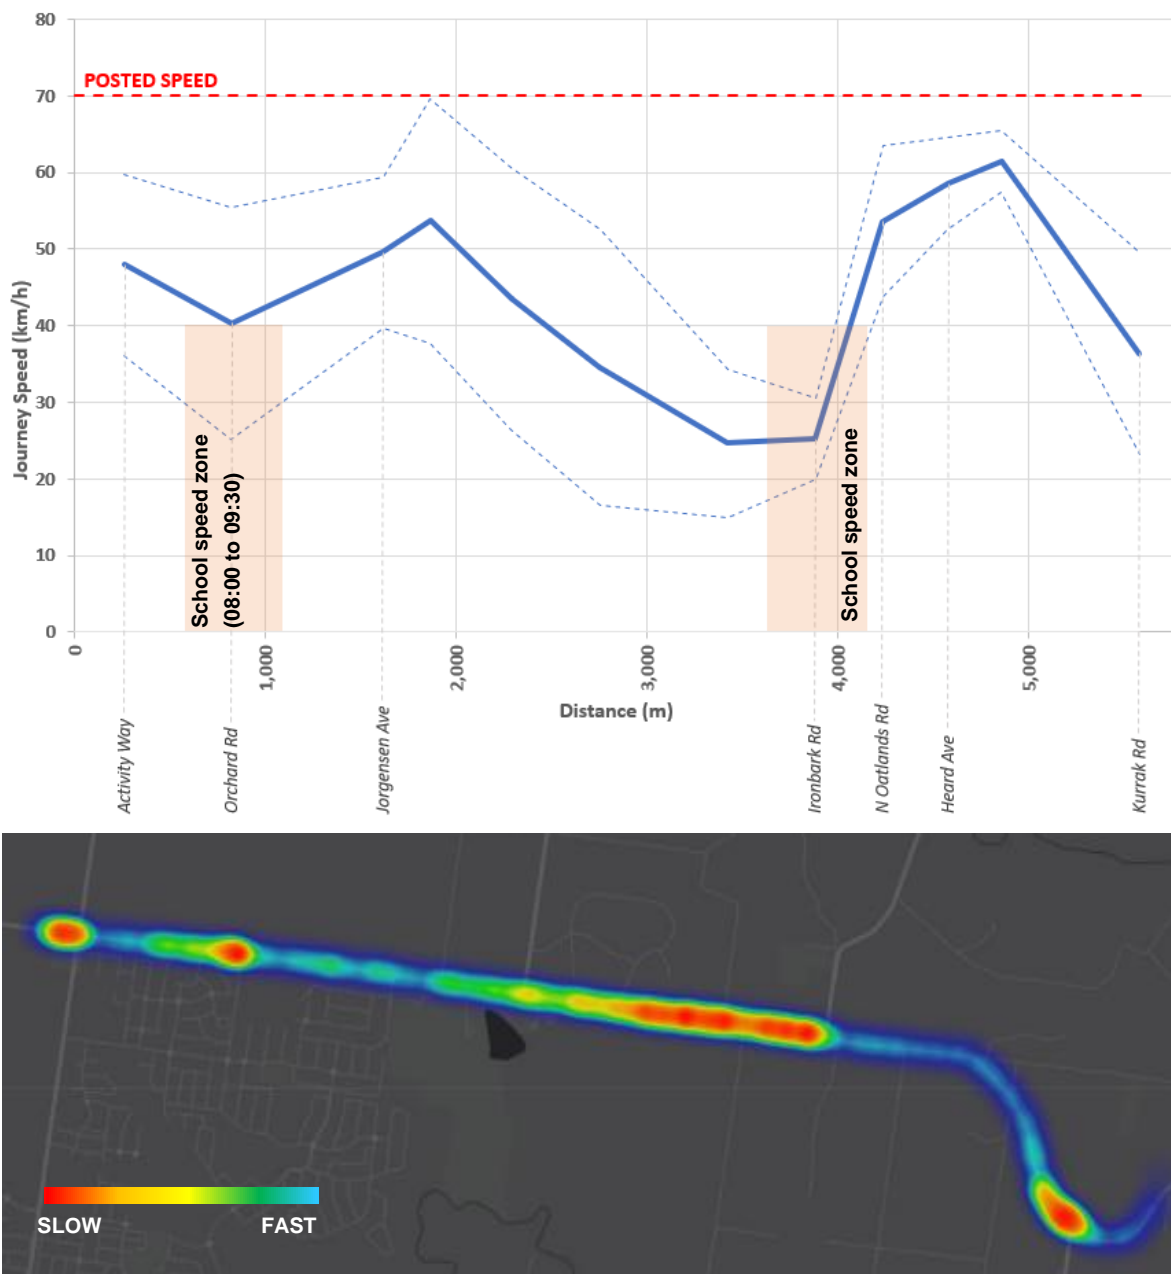 80
POSTED SPEED
70
60
50
40
30
20
10
0
Journey Speed (km/h)
School speed zone
(08:00 to 09:30)
School speed zone
0
1,000
2,000
3,000
4,000
5,000
Distance (m)
Activity Way
Orchard Rd
Jorgensen Ave
Ironbark Rd
N Oatlands Rd
Heard Ave
Kurrak Rd
SLOW
FAST